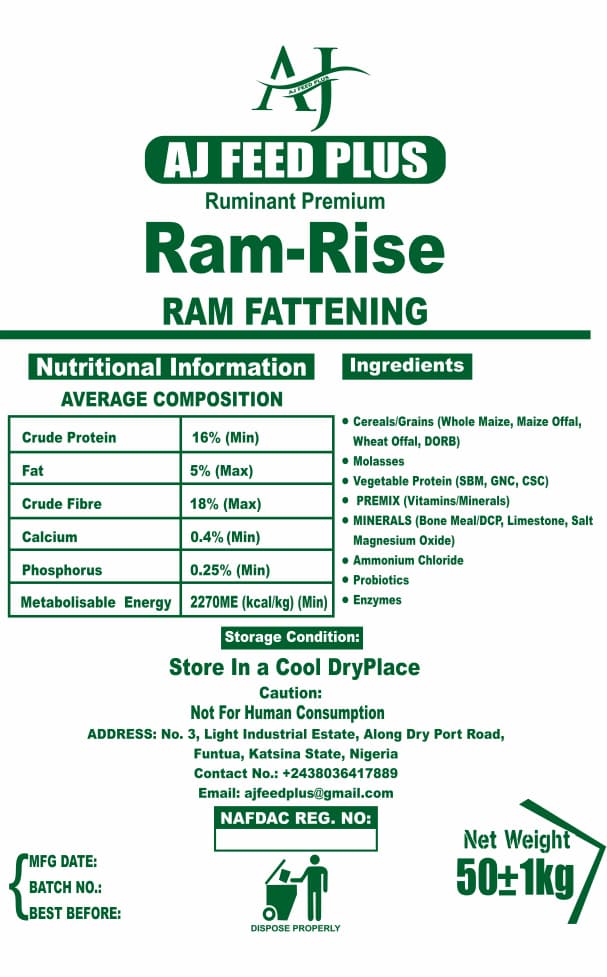 AJ
AJ FEED PLUS
AJ FEED PLUS
Ruminant Premium
Ram-Rise
RAM FATTENING
Nutritional Information
AVERAGE COMPOSITION
Crude Protein 16% (Min)
Fat 5% (Max)
Crude Fibre 18% (Max)
Calcium 0.4% (Min)
Phosphorus 0.25% (Min)
Metabolisable Energy 2270ME (kcal/kg) (Min)
Ingredients
• Cereals/Grains (Whole Maize, Maize Offal,
Wheat Offal, DORB)
• Molasses
• Vegetable Protein (SBM, GNC, CSC)
• PREMIX (Vitamins/Minerals)
• MINERALS (Bone Meal/DCP, Limestone, Salt
Magnesium Oxide)
• Ammonium Chloride
• Probiotics
• Enzymes
Storage Condition:
Store In a Cool DryPlace
Caution:
Not For Human Consumption
ADDRESS: No. 3, Light Industrial Estate, Along Dry Port Road,
Funtua, Katsina State, Nigeria
Contact No.: +2438036417889
Email: ajfeedplus@gmail.com
NAFDAC REG. NO:
MFG DATE:
BATCH NO.:
BEST BEFORE:
DISPOSE PROPERLY
Net Weight
50±1kg